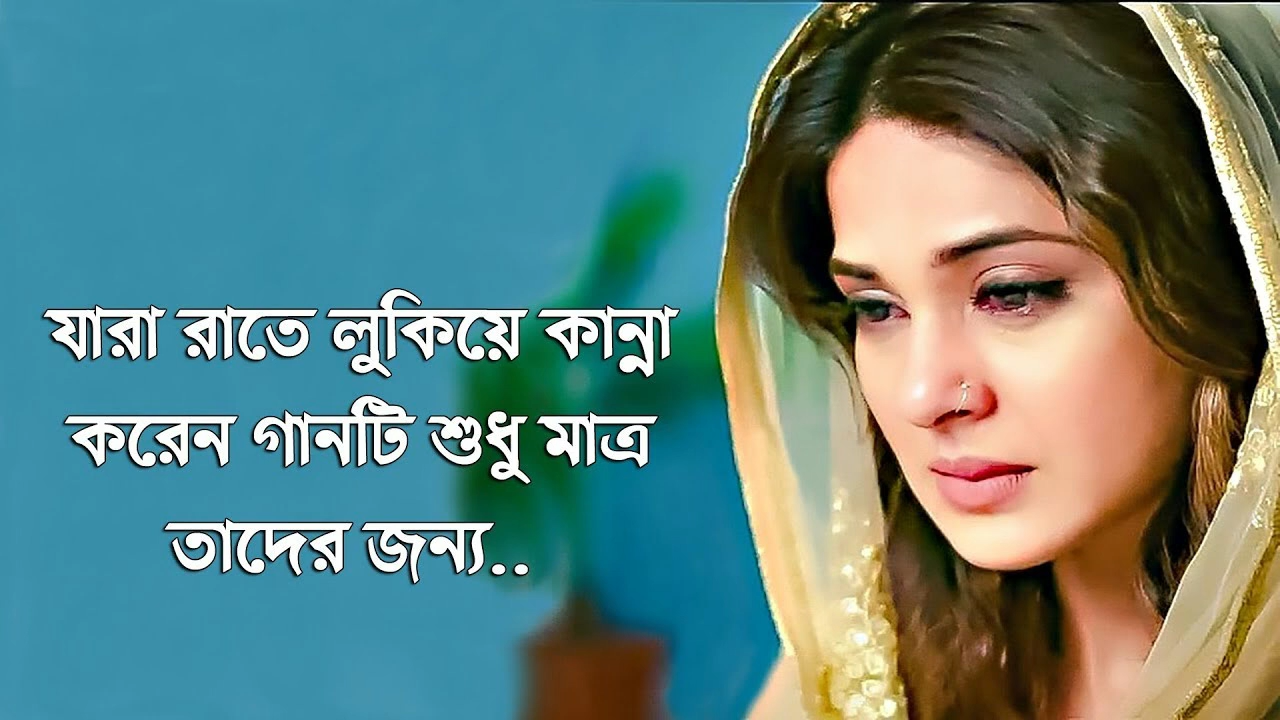 যারা রাতে লুকিয়ে কান্না
করেন গানটি শুধু মাত্র
তাদের জন্য..